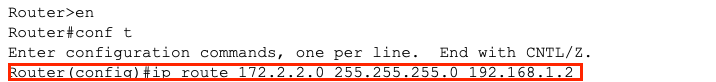 Router>en
Router#conf t
Enter configuration commands, one per line.  End with CNTL/Z.
Router(config)#ip route 172.2.2.0 255.255.255.0 192.168.1.2